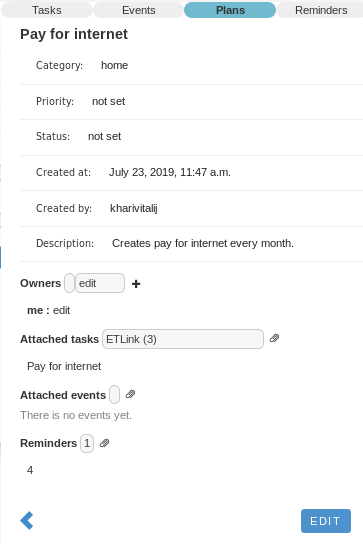 Tasks Events Plans Reminders
Pay for internet
Category: home
Priority: not set
Status: not set
Created at: July 23, 2019, 11:47 a.m.
Created by: kharivitalij
Description: Creates pay for internet every month.
Owners edit
me : edit
Attached tasks ETLink (3)
Pay for internet
Attached events
There is no events yet.
Reminders 1
4
EDIT